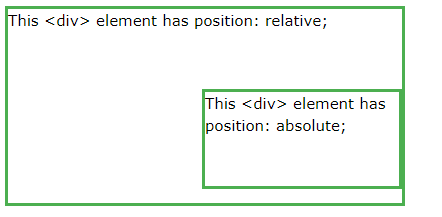 This <div> element has position: relative;
This <div> element has
position: absolute;